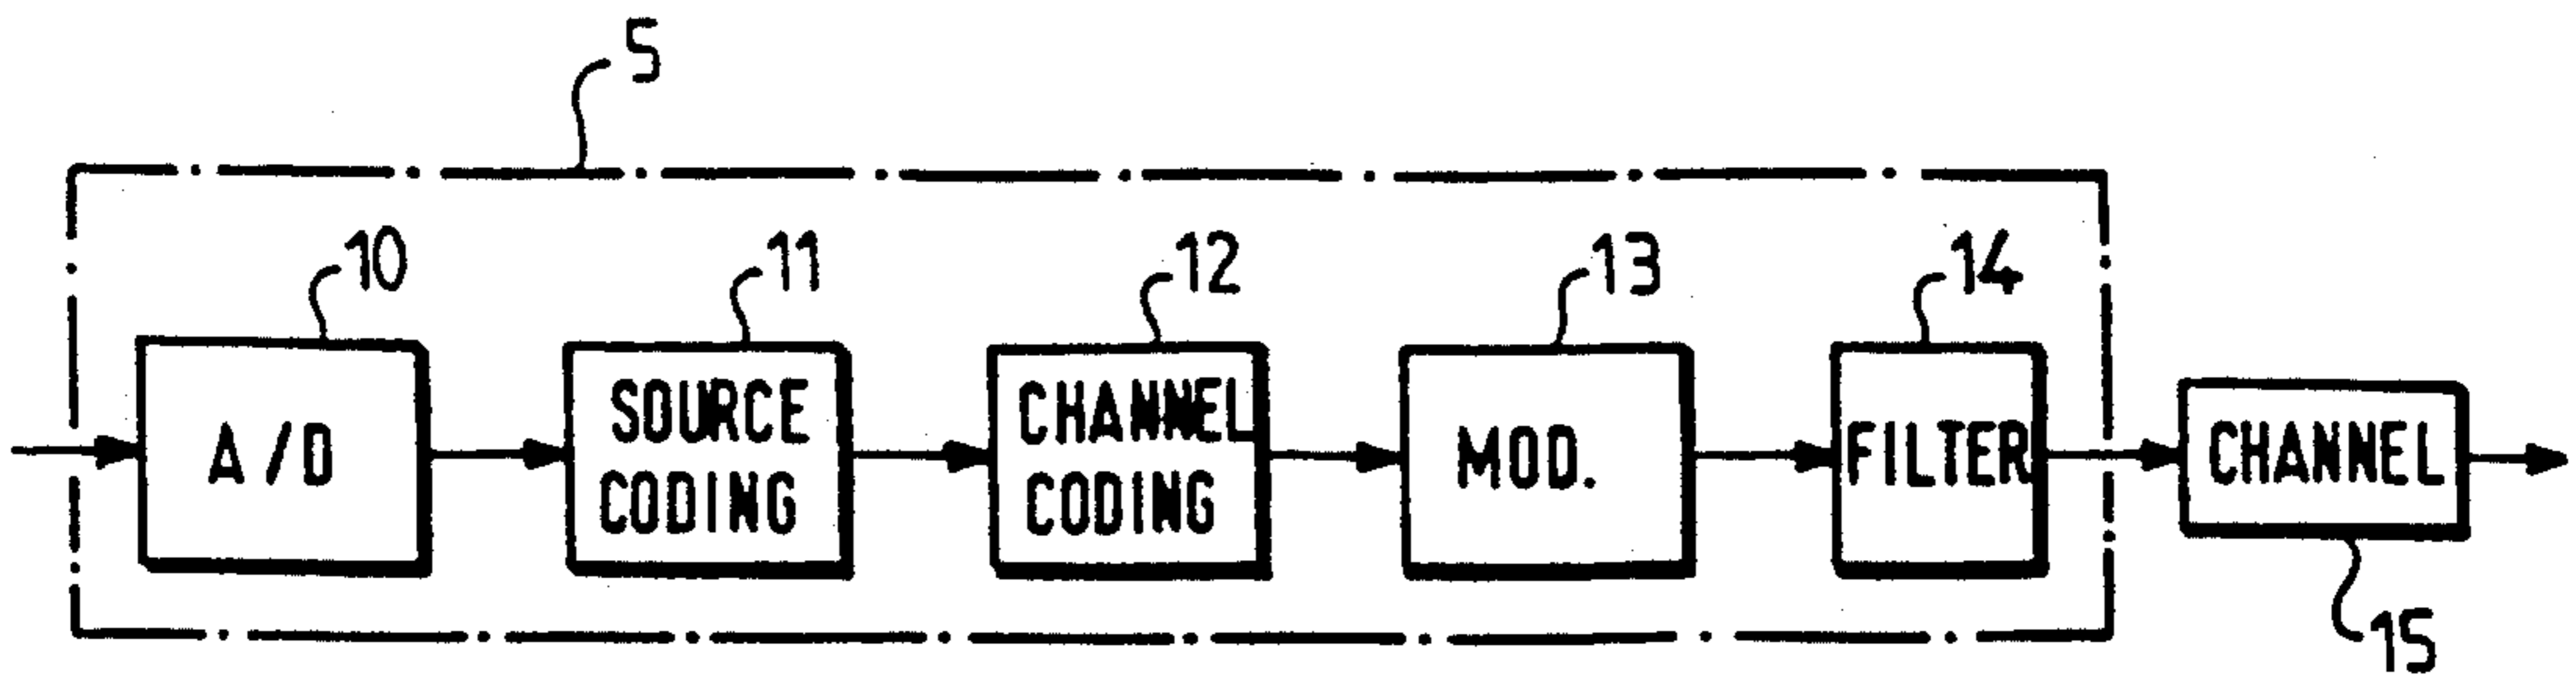 5
10
11
12
13
14
A/D
SOURCE
CODING
CHANNEL
CODING
MOD.
FILTER
CHANNEL
15